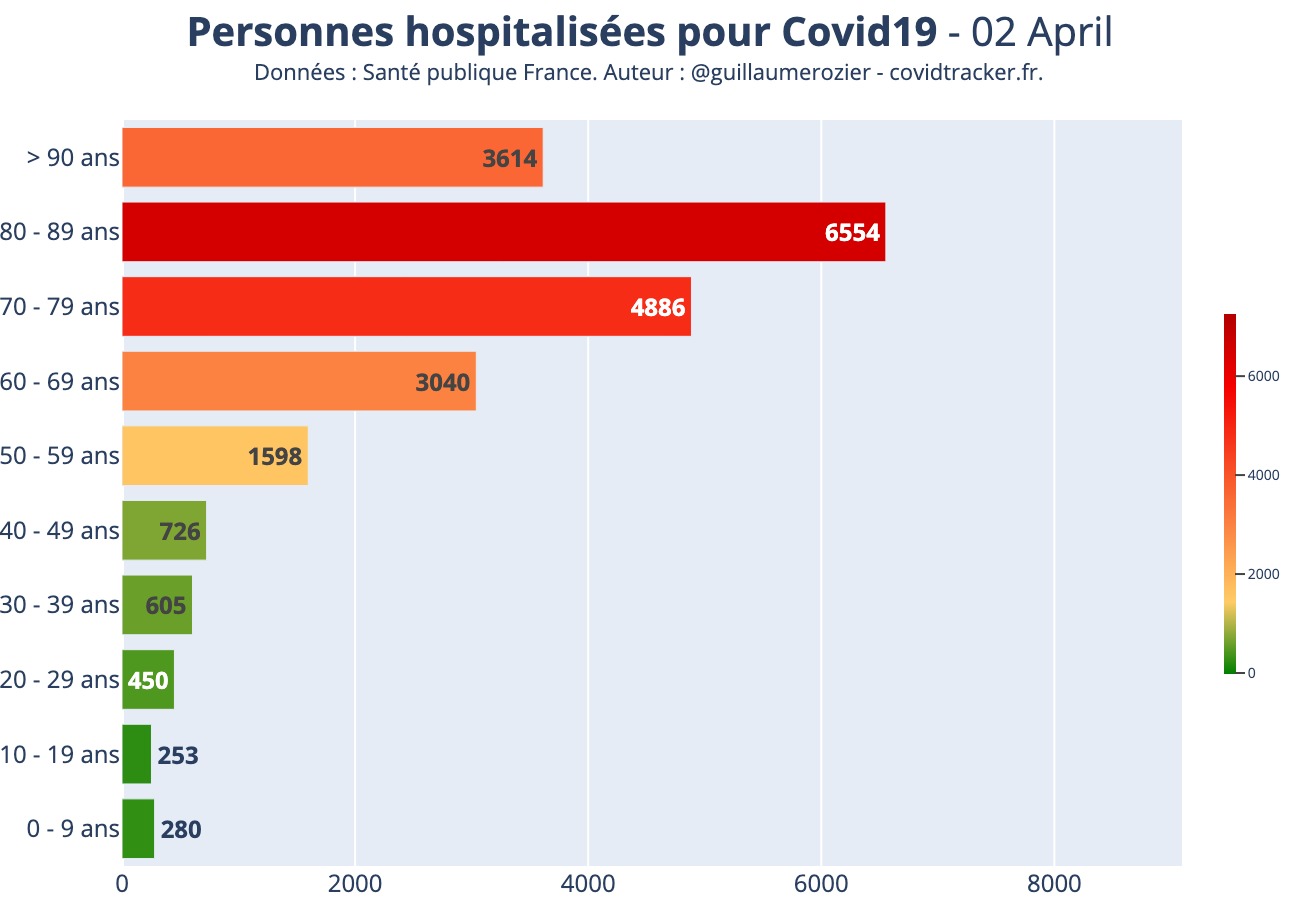 Personnes hospitalisées pour Covid19 - 02 April
Données : Santé publique France. Auteur : @guillaumerozier - covidtracker.fr.
> 90 ans 3614
80 - 89 ans 6554
70 - 79 ans 4886
60 - 69 ans 3040
50 - 59 ans 1598
40 - 49 ans 726
30 - 39 ans 605
20 - 29 ans 450
10 - 19 ans 253
0 - 9 ans 280
0 2000 4000 6000 8000
6000
4000
2000
0